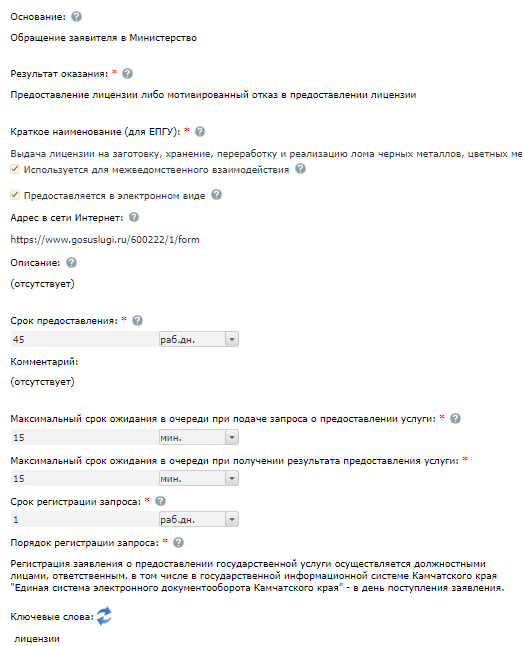 Основание:
Обращение заявителя в Министерство
Результат оказания: *
Предоставление лицензии либо мотивированный отказ в предоставлении лицензии
Краткое наименование (для ЕПГУ): *
Выдача лицензии на заготовку, хранение, переработку и реализацию лома черных металлов, цветных ме
Используется для межведомственного взаимодействия
Предоставляется в электронном виде
Адрес в сети Интернет:
https://www.gosuslugi.ru/600222/1/form
Описание:
(отсутствует)
Срок предоставления: *
45 раб.дн.
Комментарий:
(отсутствует)
Максимальный срок ожидания в очереди при подаче запроса о предоставлении услуги: *
15 мин.
Максимальный срок ожидания в очереди при получении результата предоставления услуги: *
15 мин.
Срок регистрации запроса: *
1 раб.дн.
Порядок регистрации запроса: *
Регистрация заявления о предоставлении государственной услуги осуществляется должностными
лицами, ответственным, в том числе в государственной информационной системе Камчатского края
"Единая система электронного документооборота Камчатского края" - в день поступления заявления.
Ключевые слова:
лицензии